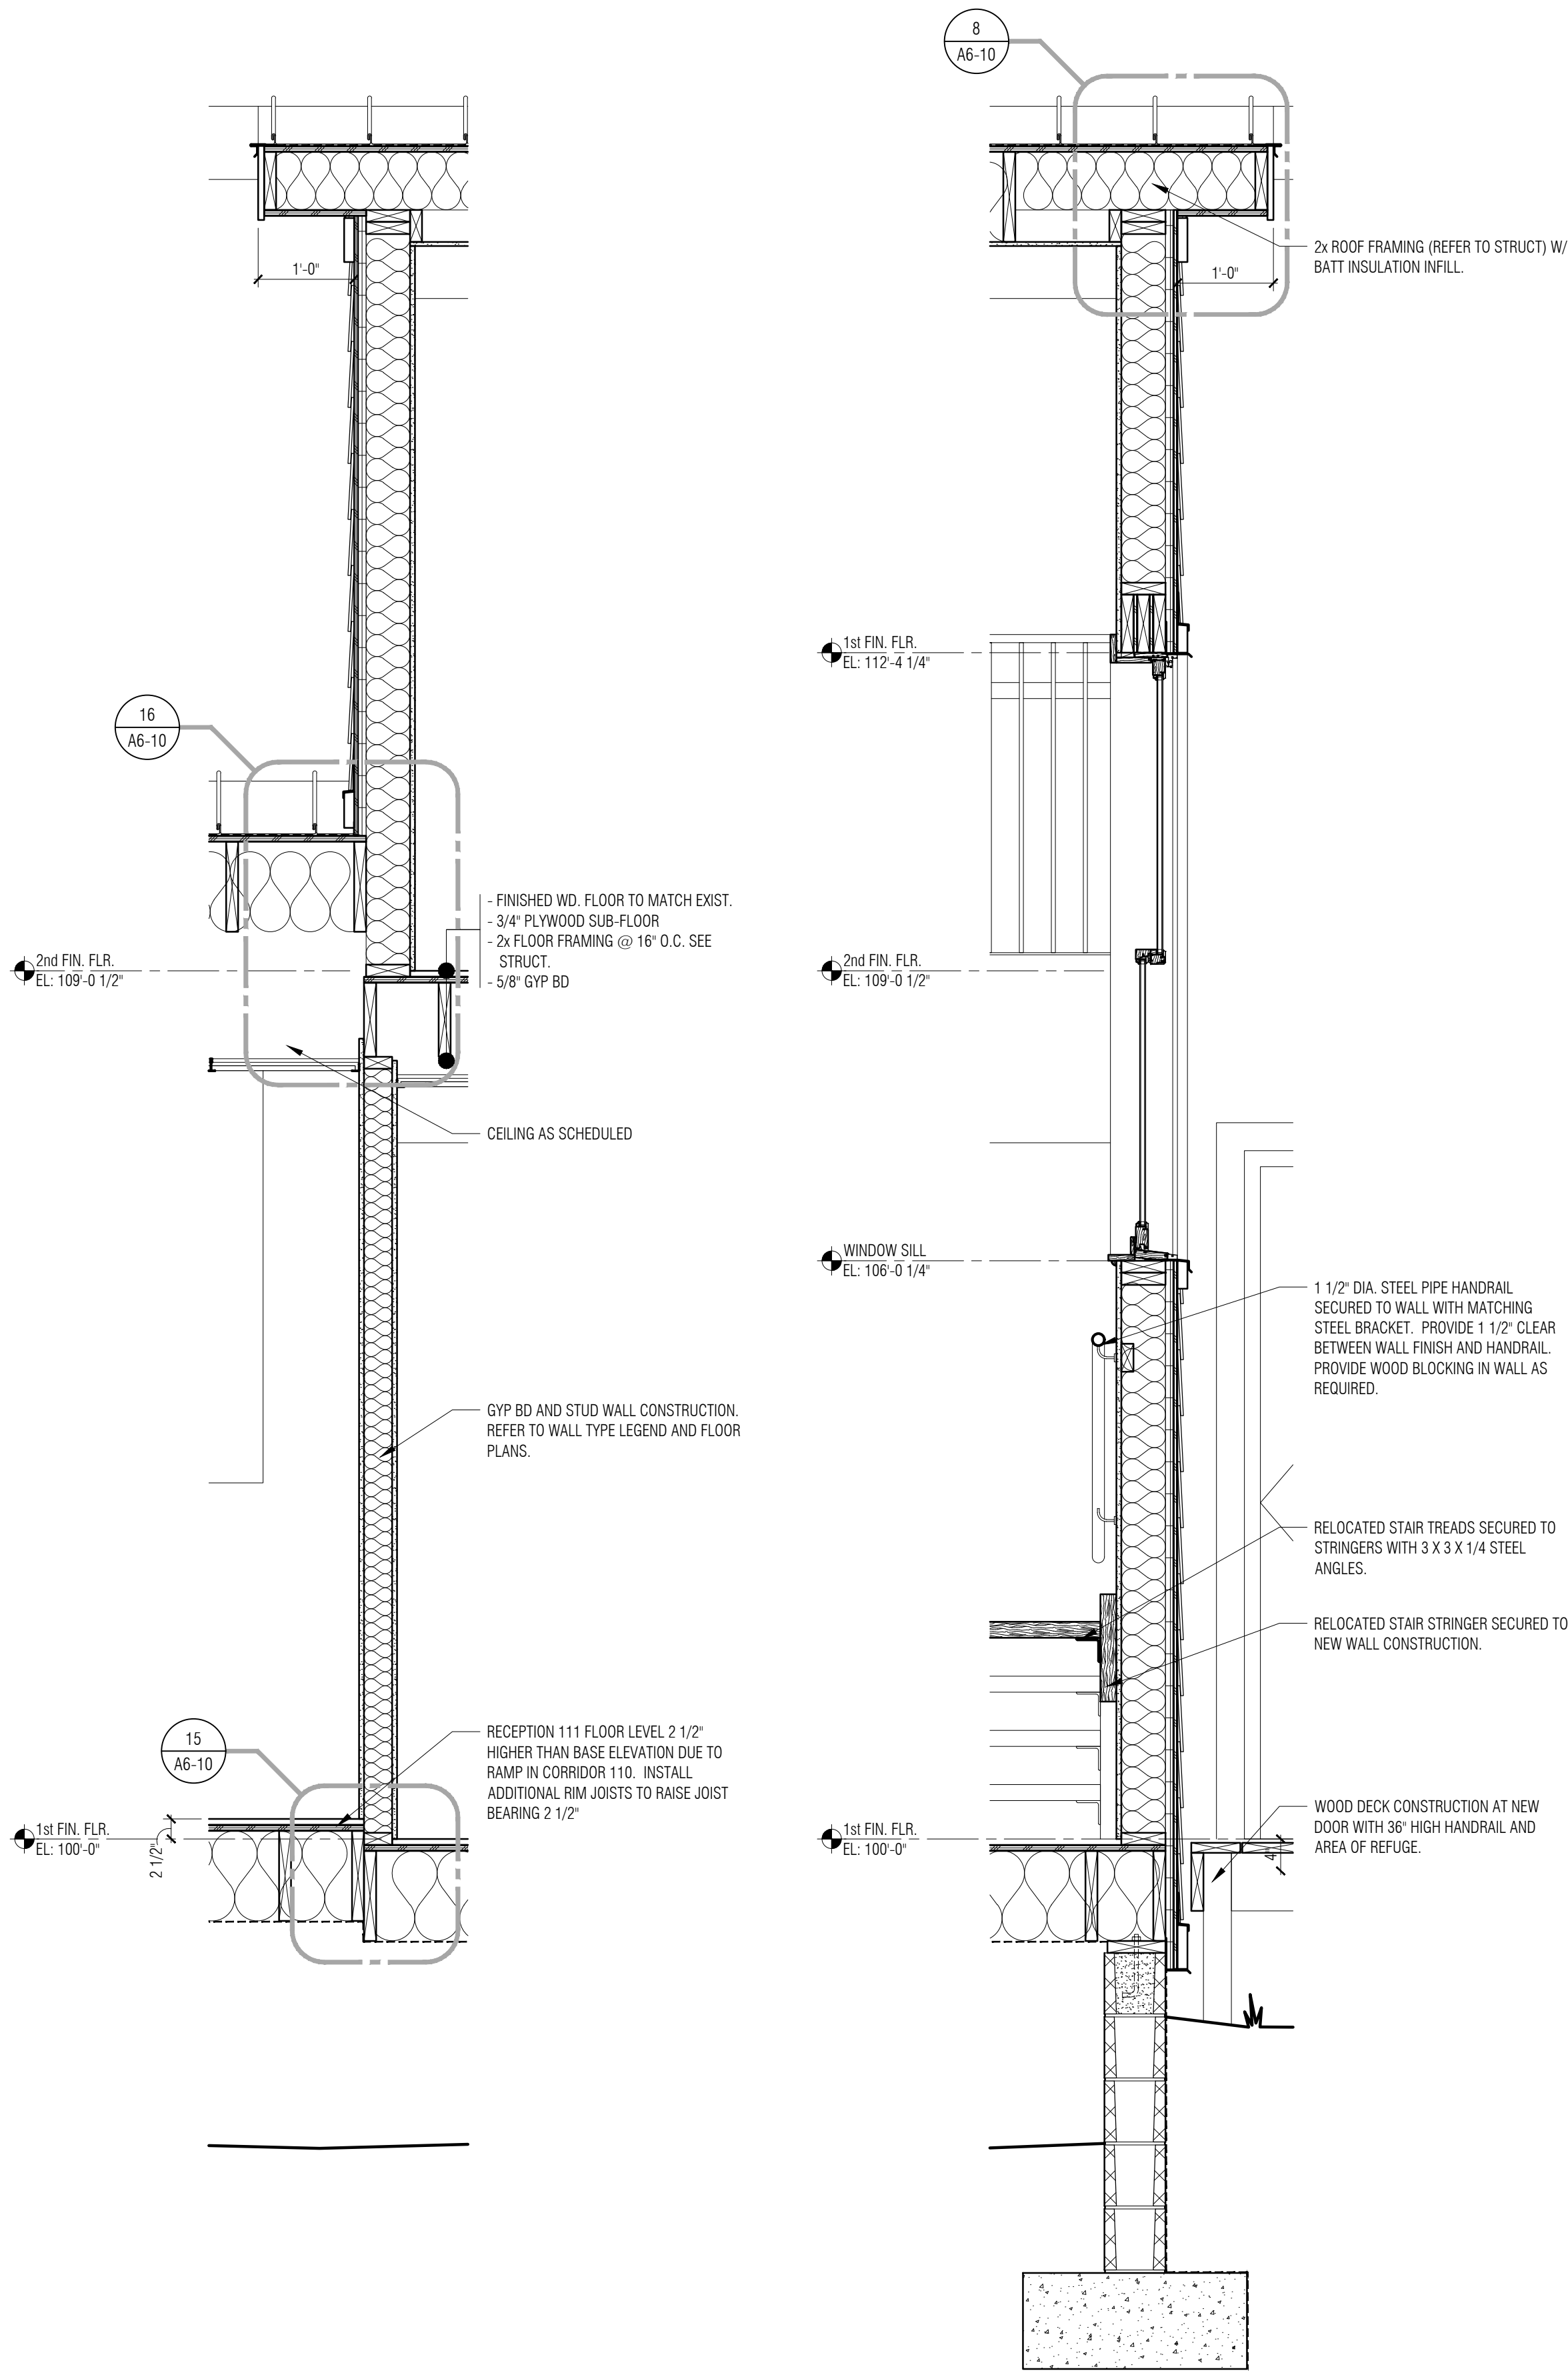 8
A6-10
1'-0"
1'-0"
2x ROOF FRAMING (REFER TO STRUCT) W/
BATT INSULATION INFILL.
1st FIN. FLR.
EL: 112'-4 1/4"
16
A6-10
- FINISHED WD. FLOOR TO MATCH EXIST.
- 3/4" PLYWOOD SUB-FLOOR
- 2x FLOOR FRAMING @ 16" O.C. SEE
STRUCT.
- 5/8" GYP BD
2nd FIN. FLR.
EL: 109'-0 1/2"
2nd FIN. FLR.
EL: 109'-0 1/2"
CEILING AS SCHEDULED
WINDOW SILL
EL: 106'-0 1/4"
1 1/2" DIA. STEEL PIPE HANDRAIL
SECURED TO WALL WITH MATCHING
STEEL BRACKET. PROVIDE 1 1/2" CLEAR
BETWEEN WALL FINISH AND HANDRAIL.
PROVIDE WOOD BLOCKING IN WALL AS
REQUIRED.
GYP BD AND STUD WALL CONSTRUCTION.
REFER TO WALL TYPE LEGEND AND FLOOR
PLANS.
RELOCATED STAIR TREADS SECURED TO
STRINGERS WITH 3 X 3 X 1/4 STEEL
ANGLES.
RELOCATED STAIR STRINGER SECURED TO
NEW WALL CONSTRUCTION.
15
A6-10
RECEPTION 111 FLOOR LEVEL 2 1/2"
HIGHER THAN BASE ELEVATION DUE TO
RAMP IN CORRIDOR 110. INSTALL
ADDITIONAL RIM JOISTS TO RAISE JOIST
BEARING 2 1/2"
WOOD DECK CONSTRUCTION AT NEW
DOOR WITH 36" HIGH HANDRAIL AND
AREA OF REFUGE.
1st FIN. FLR.
EL: 100'-0"
2 1/2"
1st FIN. FLR.
EL: 100'-0"
4"